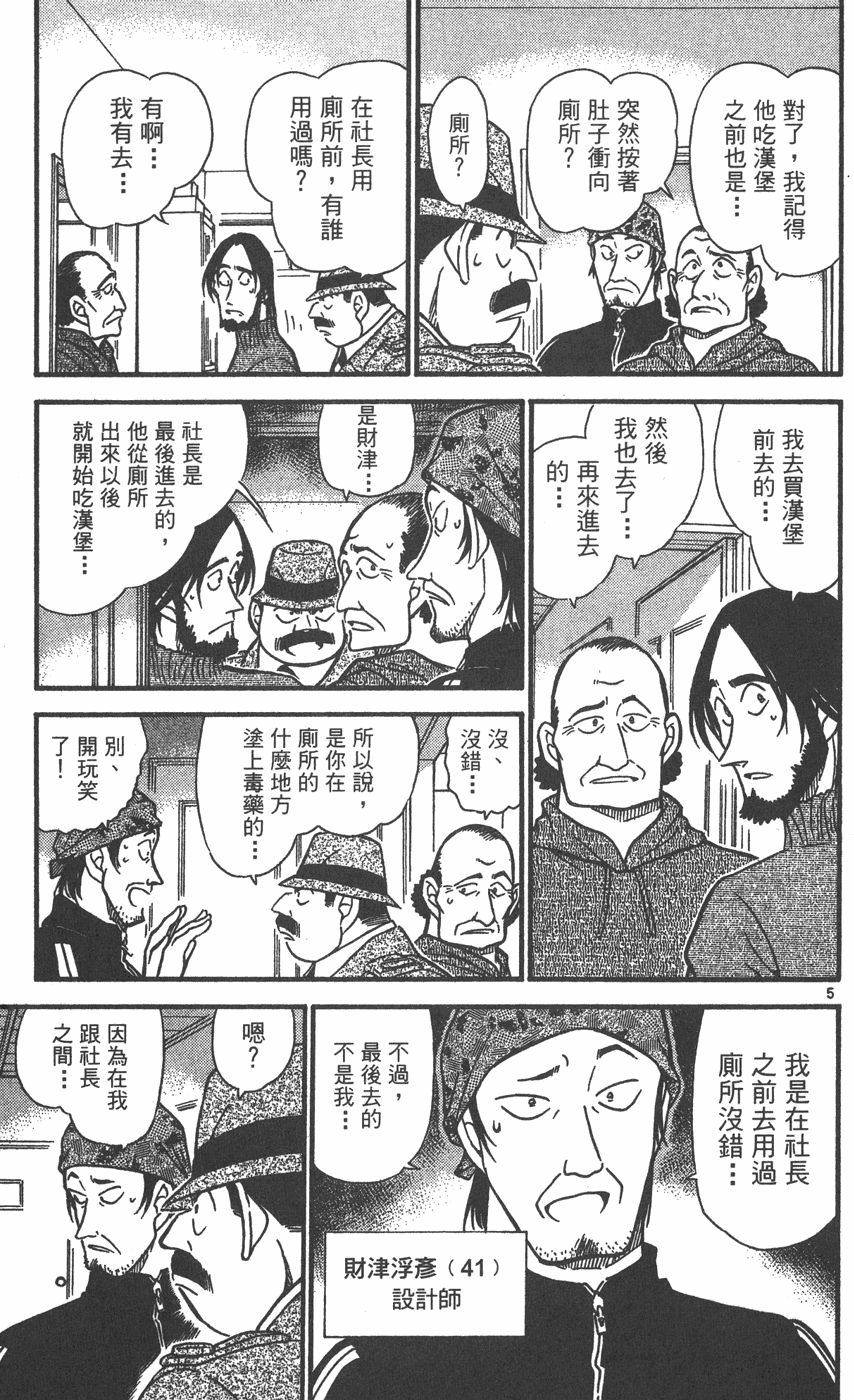 對了，我記得
他吃漢堡
之前也是…
突然按著
肚子衝向
廁所？
廁所？
在社長用
廁所前，有誰
用過嗎？
有啊…
我有去…
我去買漢堡
前去的…
然後
我也去了…
再來進去
的…
是財津…
社長是
最後進去的，
他從廁所
出來以後
就開始吃漢堡…
沒、
沒錯…
所以說，
是你在
廁所的
什麼地方
塗上毒藥的…
別、
開玩笑
了！
5
我是在社長
之前去用過
廁所沒錯…
不過，
最後去的
不是我…
財津浮彥（41）
設計師
嗯？
因為在我
跟社長
之間…